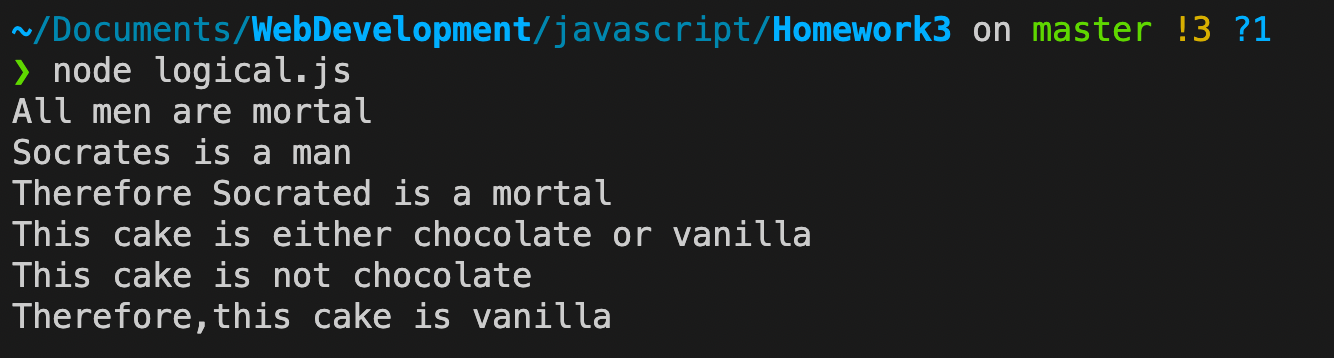 ~/Documents/WebDevelopment/javascript/Homework3 on master !3 ?1
❯ node logical.js
All men are mortal
Socrates is a man
Therefore Socrated is a mortal
This cake is either chocolate or vanilla
This cake is not chocolate
Therefore,this cake is vanilla